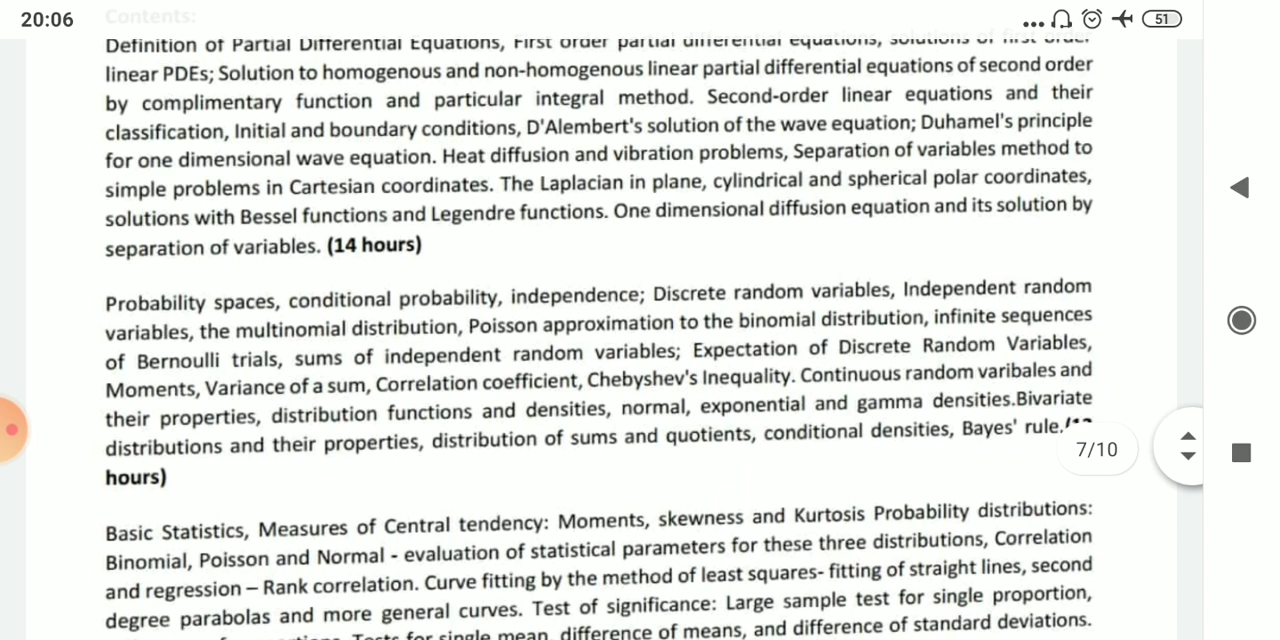 20:06
Contents:
51
Definition of Partial Differential Equations, First order partial differential equations, solutions of first order
linear PDEs; Solution to homogenous and non-homogenous linear partial differential equations of second order
by complimentary function and particular integral method. Second-order linear equations and their
classification, Initial and boundary conditions, D'Alembert's solution of the wave equation; Duhamel's principle
for one dimensional wave equation. Heat diffusion and vibration problems, Separation of variables method to
simple problems in Cartesian coordinates. The Laplacian in plane, cylindrical and spherical polar coordinates,
solutions with Bessel functions and Legendre functions. One dimensional diffusion equation and its solution by
separation of variables. (14 hours)
Probability spaces, conditional probability, independence; Discrete random variables, Independent random
variables, the multinomial distribution, Poisson approximation to the binomial distribution, infinite sequences
of Bernoulli trials, sums of independent random variables; Expectation of Discrete Random Variables,
Moments, Variance of a sum, Correlation coefficient, Chebyshev's Inequality. Continuous random varibales and
their properties, distribution functions and densities, normal, exponential and gamma densities.Bivariate
distributions and their properties, distribution of sums and quotients, conditional densities, Bayes' rule.
7/10
hours)
Basic Statistics, Measures of Central tendency: Moments, skewness and Kurtosis Probability distributions:
Binomial, Poisson and Normal - evaluation of statistical parameters for these three distributions, Correlation
and regression – Rank correlation. Curve fitting by the method of least squares- fitting of straight lines, second
degree parabolas and more general curves. Test of significance: Large sample test for single proportion,
Tests for single mean, difference of means, and difference of standard deviations.